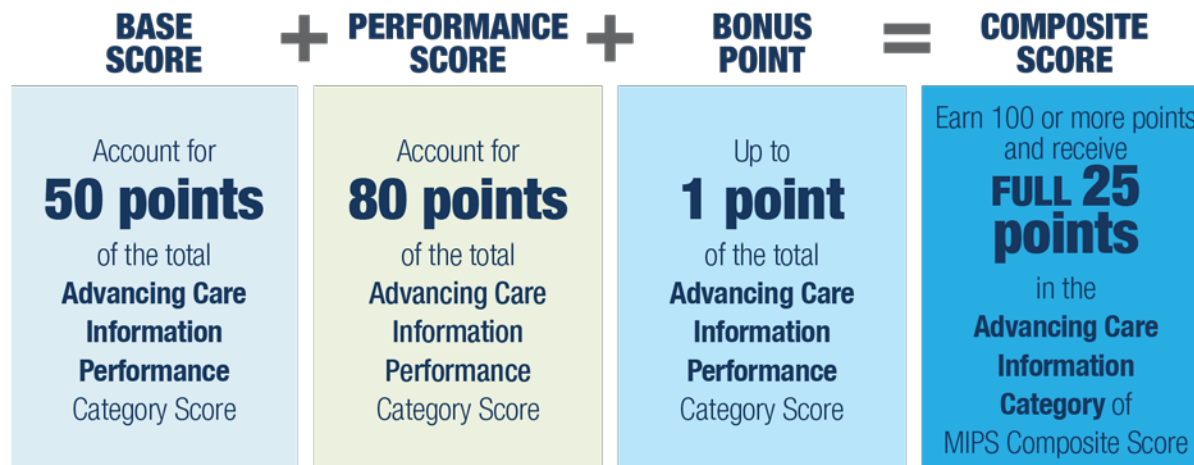 BASE
SCORE
+
PERFORMANCE
SCORE
+
BONUS
POINT
=
COMPOSITE
SCORE
Account for
50 points
of the total
Advancing Care
Information
Performance
Category Score
Account for
80 points
of the total
Advancing Care
Information
Performance
Category Score
Up to
1 point
of the total
Advancing Care
Information
Performance
Category Score
Earn 100 or more points
and receive
FULL 25
points
in the
Advancing Care
Information
Category of
MIPS Composite Score